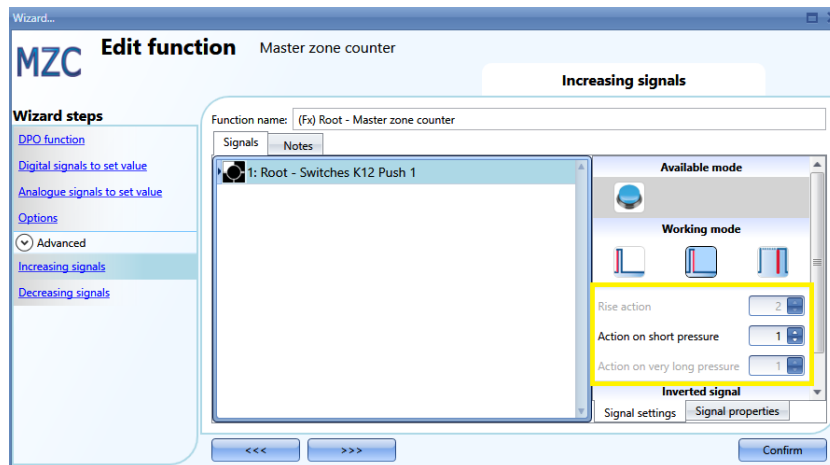 Wizard...
MZC Edit function Master zone counter
Increasing signals
Wizard steps
DPO function
Digital signals to set value
Analogue signals to set value
Options
Advanced
Increasing signals
Decreasing signals
Function name: (Fx) Root - Master zone counter
Signals Notes
1: Root - Switches K12 Push 1
Available mode
Working mode
Rise action 2
Action on short pressure 1
Action on very long pressure 1
Inverted signal
Signal settings Signal properties
<<< >>> Confirm